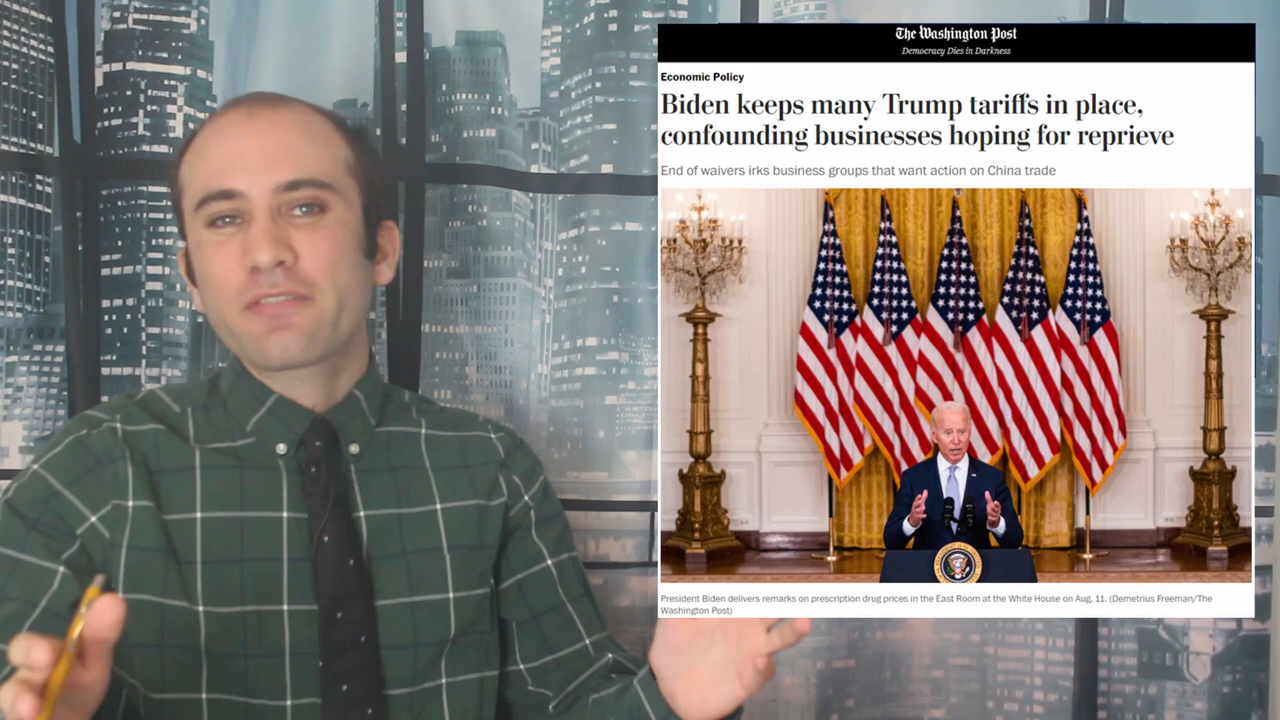 The Washington Post
Democracy Dies in Darkness
Economic Policy
Biden keeps many Trump tariffs in place,
confounding businesses hoping for reprieve
End of waivers irks business groups that want action on China trade
President Biden delivers remarks on prescription drug prices in the East Room at the White House on Aug. 11. (Demetrius Freeman/The
Washington Post)